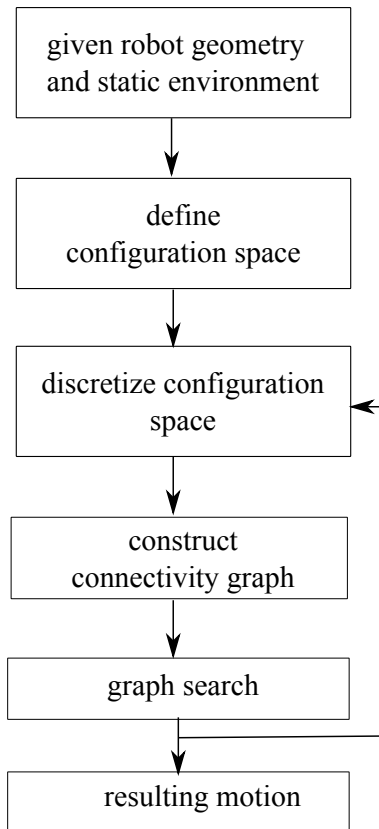 given robot geometry
and static environment
define
configuration space
discretize configuration
space
construct
connectivity graph
graph search
resulting motion